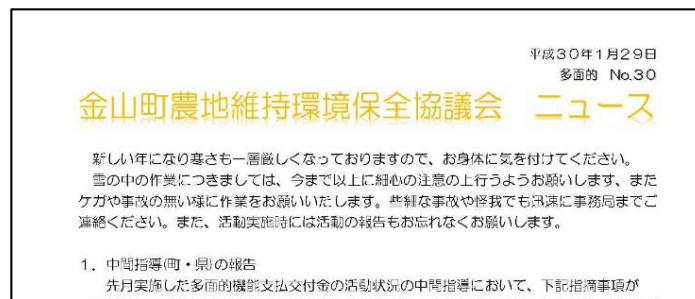 平成30年1月29日
多面的 No.30
金山町農地維持環境保全協議会 ニュース
新しい年になり寒さも一層厳しくなっておりますので、お身体に気を付けてください。
雪の中の作業につきましては、今まで以上に細心の注意の上行うようお願いします、また
ケガや事故の無い様に作業をお願いいたします。些細な事故や怪我でも迅速に事務局までご
連絡ください。また、活動実施時には活動の報告もお忘れなくお願いします。
1. 中間指導(町・県)の報告
先月実施した多面的機能支払交付金の活動状況の中間指導において、下記指摘事項が